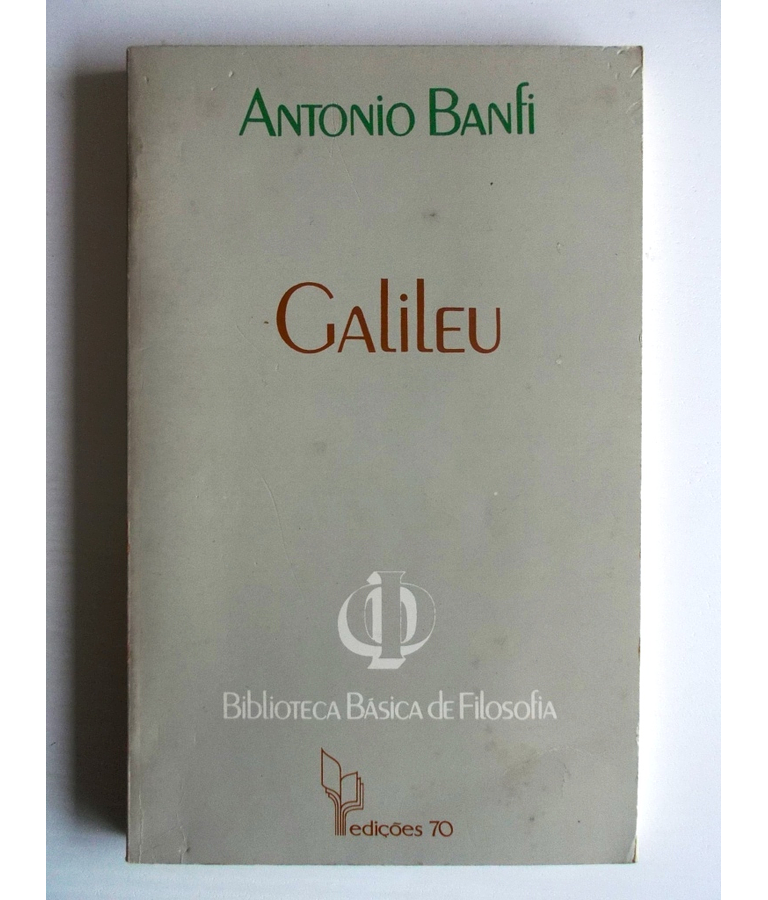 Antonio Banfi
Galileu
Biblioteca Básica de Filosofia
edições 70